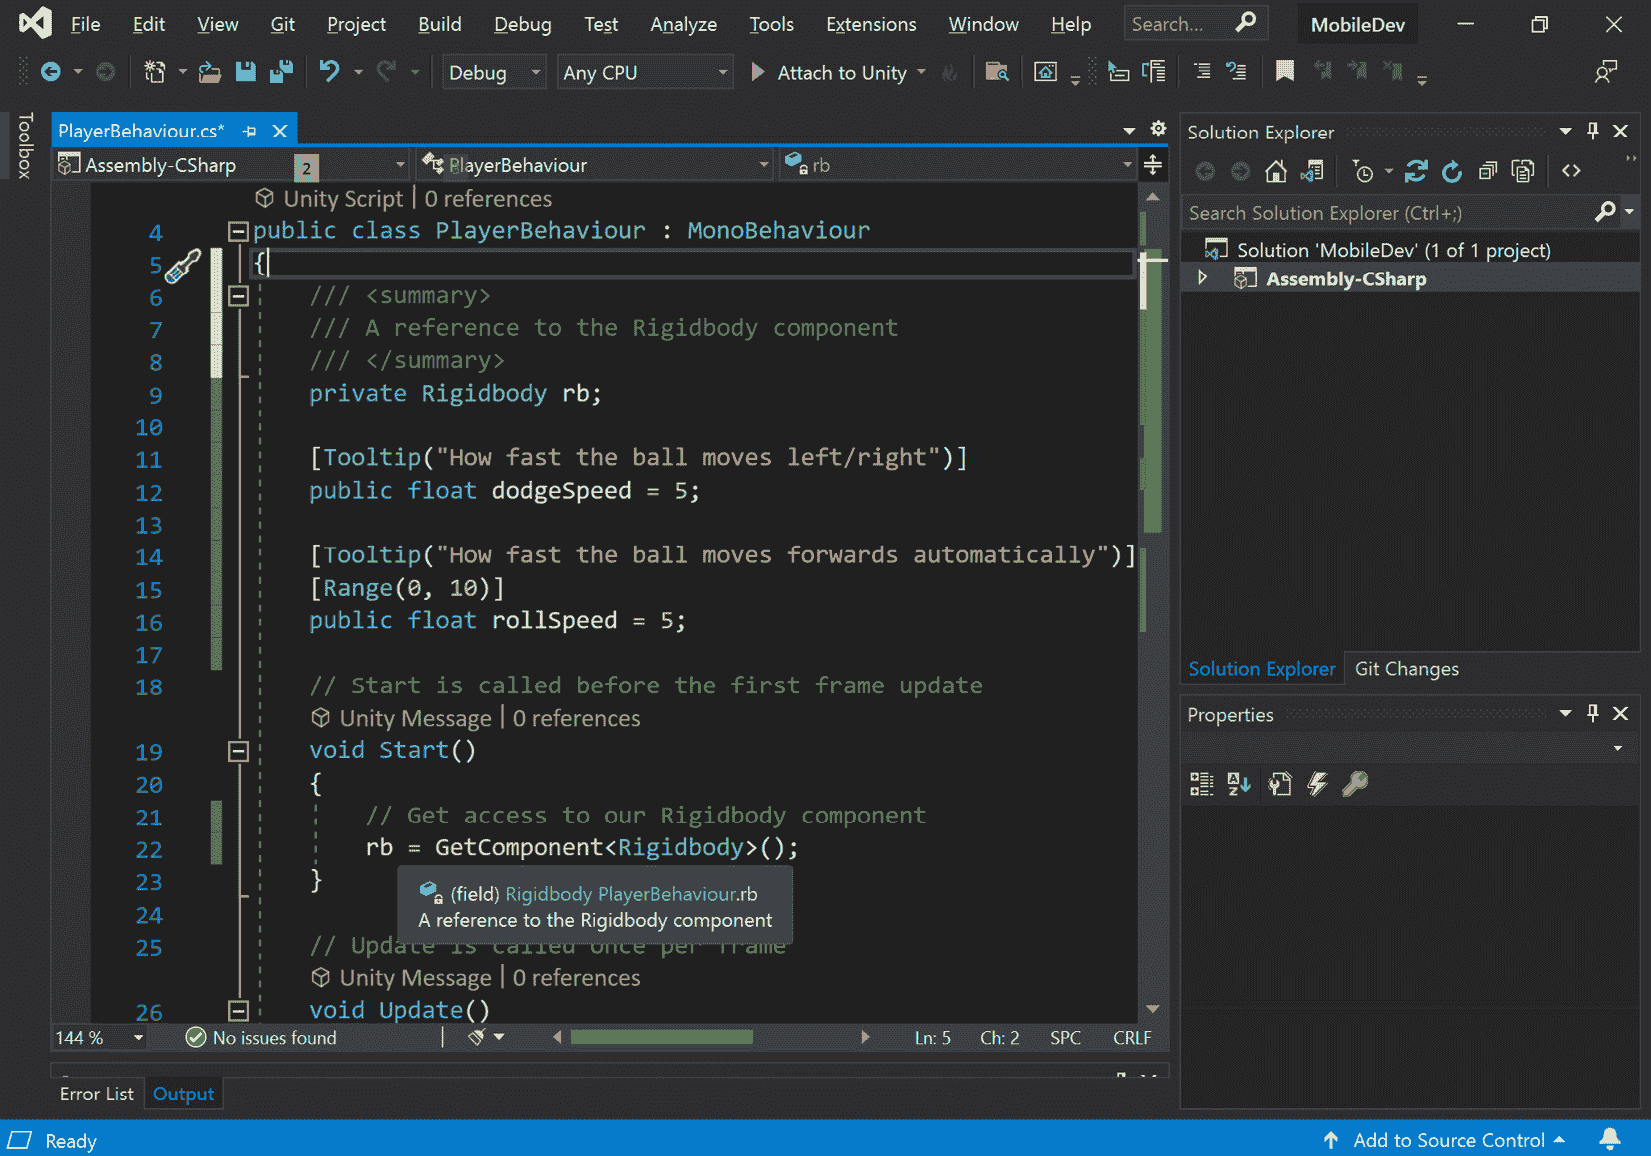 File Edit View Git Project Build Debug Test Analyze Tools Extensions Window Help Search... MobileDev
Debug Any CPU Attach to Unity
Toolbox
PlayerBehaviour.cs*
Assembly-CSharp 2 PlayerBehaviour rb
Unity Script | 0 references
4 public class PlayerBehaviour : MonoBehaviour
5 {
6 /// <summary>
7 /// A reference to the Rigidbody component
8 /// </summary>
9 private Rigidbody rb;
10
11 [Tooltip("How fast the ball moves left/right")]
12 public float dodgeSpeed = 5;
13
14 [Tooltip("How fast the ball moves forwards automatically")]
15 [Range(0, 10)]
16 public float rollSpeed = 5;
17
18 // Start is called before the first frame update
Unity Message | 0 references
19 void Start()
20 {
21 // Get access to our Rigidbody component
22 rb = GetComponent<Rigidbody>();
23 }
(field) Rigidbody PlayerBehaviour.rb
24
A reference to the Rigidbody component
25 // Update is called once per frame
Unity Message | 0 references
26 void Update()
144 % No issues found Ln: 5 Ch: 2 SPC CRLF
Error List Output
Solution Explorer
Search Solution Explorer (Ctrl+;)
Solution 'MobileDev' (1 of 1 project)
Assembly-CSharp
Solution Explorer Git Changes
Properties
Ready Add to Source Control